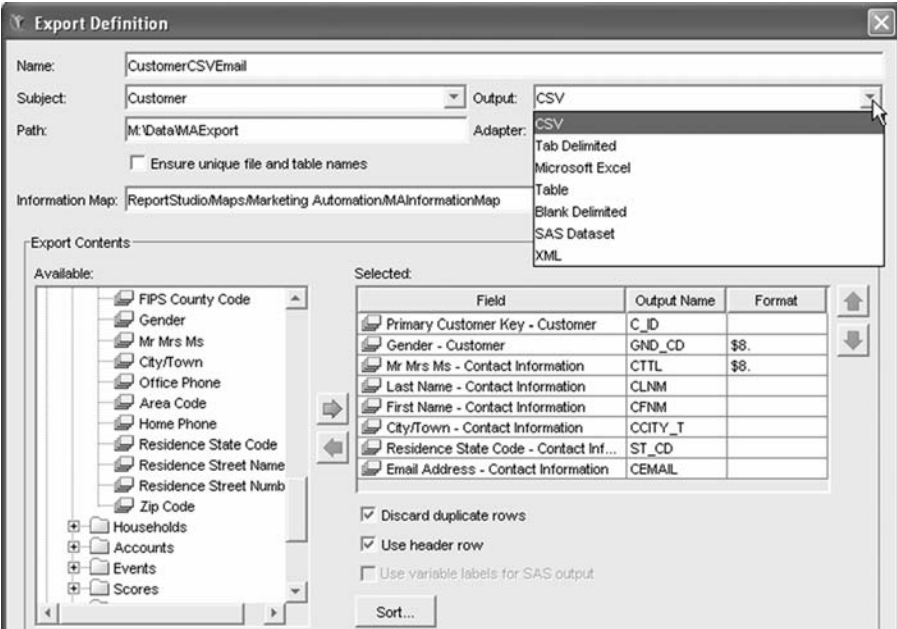 Export Definition
Name: CustomerCSVEmail
Subject: Customer Output: CSV
Path: M:\Data\MAExport Adapter:
CSV
Tab Delimited
Microsoft Excel
Table
Blank Delimited
SAS Dataset
XML
Ensure unique file and table names
Information Map: ReportStudio/Maps/Marketing Automation/MAInformationMap
Export Contents
Available:
FIPS County Code
Gender
Mr Mrs Ms
City/Town
Office Phone
Area Code
Home Phone
Residence State Code
Residence Street Name
Residence Street Numb
Zip Code
Households
Accounts
Events
Scores
Selected:
Field Output Name Format
Primary Customer Key - Customer C_ID
Gender - Customer GND_CD $8.
Mr Mrs Ms - Contact Information CTTL $8.
Last Name - Contact Information CLNM
First Name - Contact Information CFNM
City/Town - Contact Information CCITY_T
Residence State Code - Contact Inf... ST_CD
Email Address - Contact Information CEMAIL
Discard duplicate rows
Use header row
Use variable labels for SAS output
Sort...